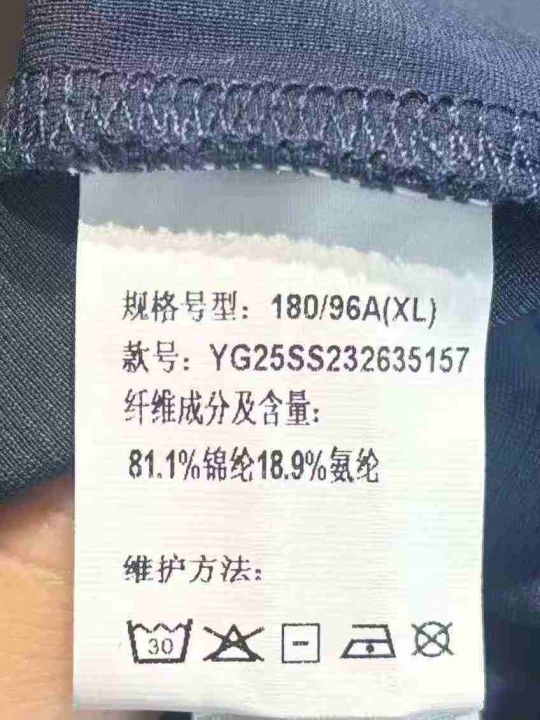 规格号型：180/96A(XL)
款号：YG25SS232635157
纤维成分及含量：
81.1%锦纶18.9%氨纶
维护方法：
30